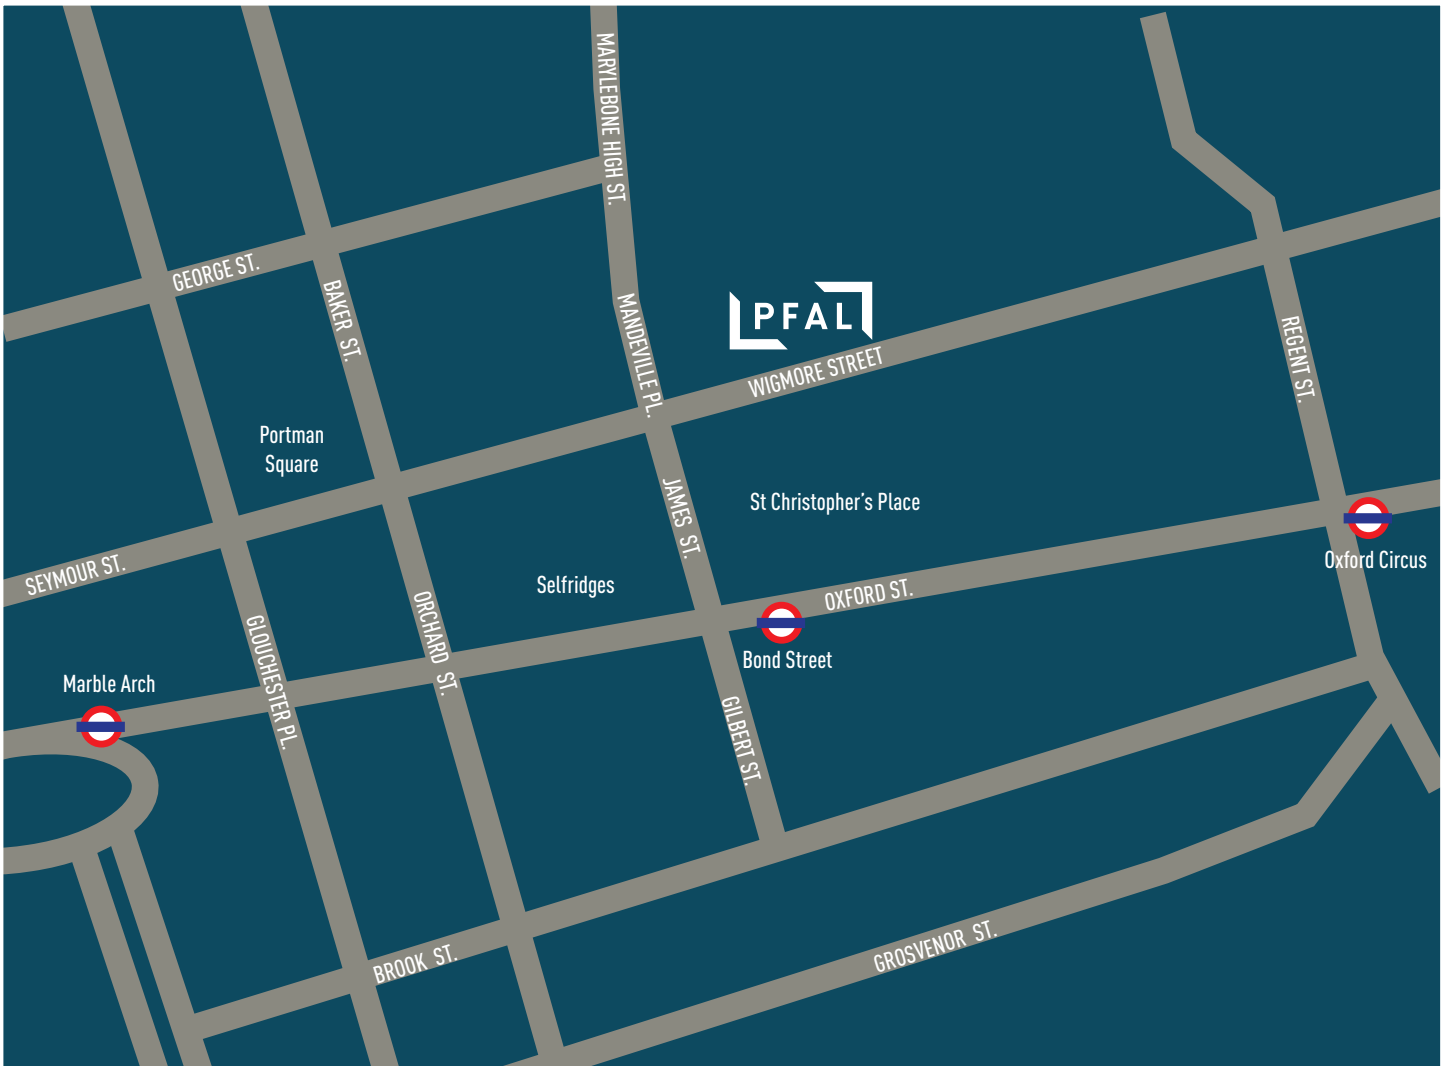 MARYLEBONE HIGH ST.
GEORGE ST.
BAKER ST.
MANDEVILLE PL.
PFAL
WIGMORE STREET
REGENT ST.
Portman
Square
JAMES ST.
St Christopher's Place
SEYMOUR ST.
Selfridges
ORCHARD ST.
OXFORD ST.
Oxford Circus
GLOUCHESTER PL.
Bond Street
Marble Arch
GILBERT ST.
BROOK ST.
GROSVENOR ST.